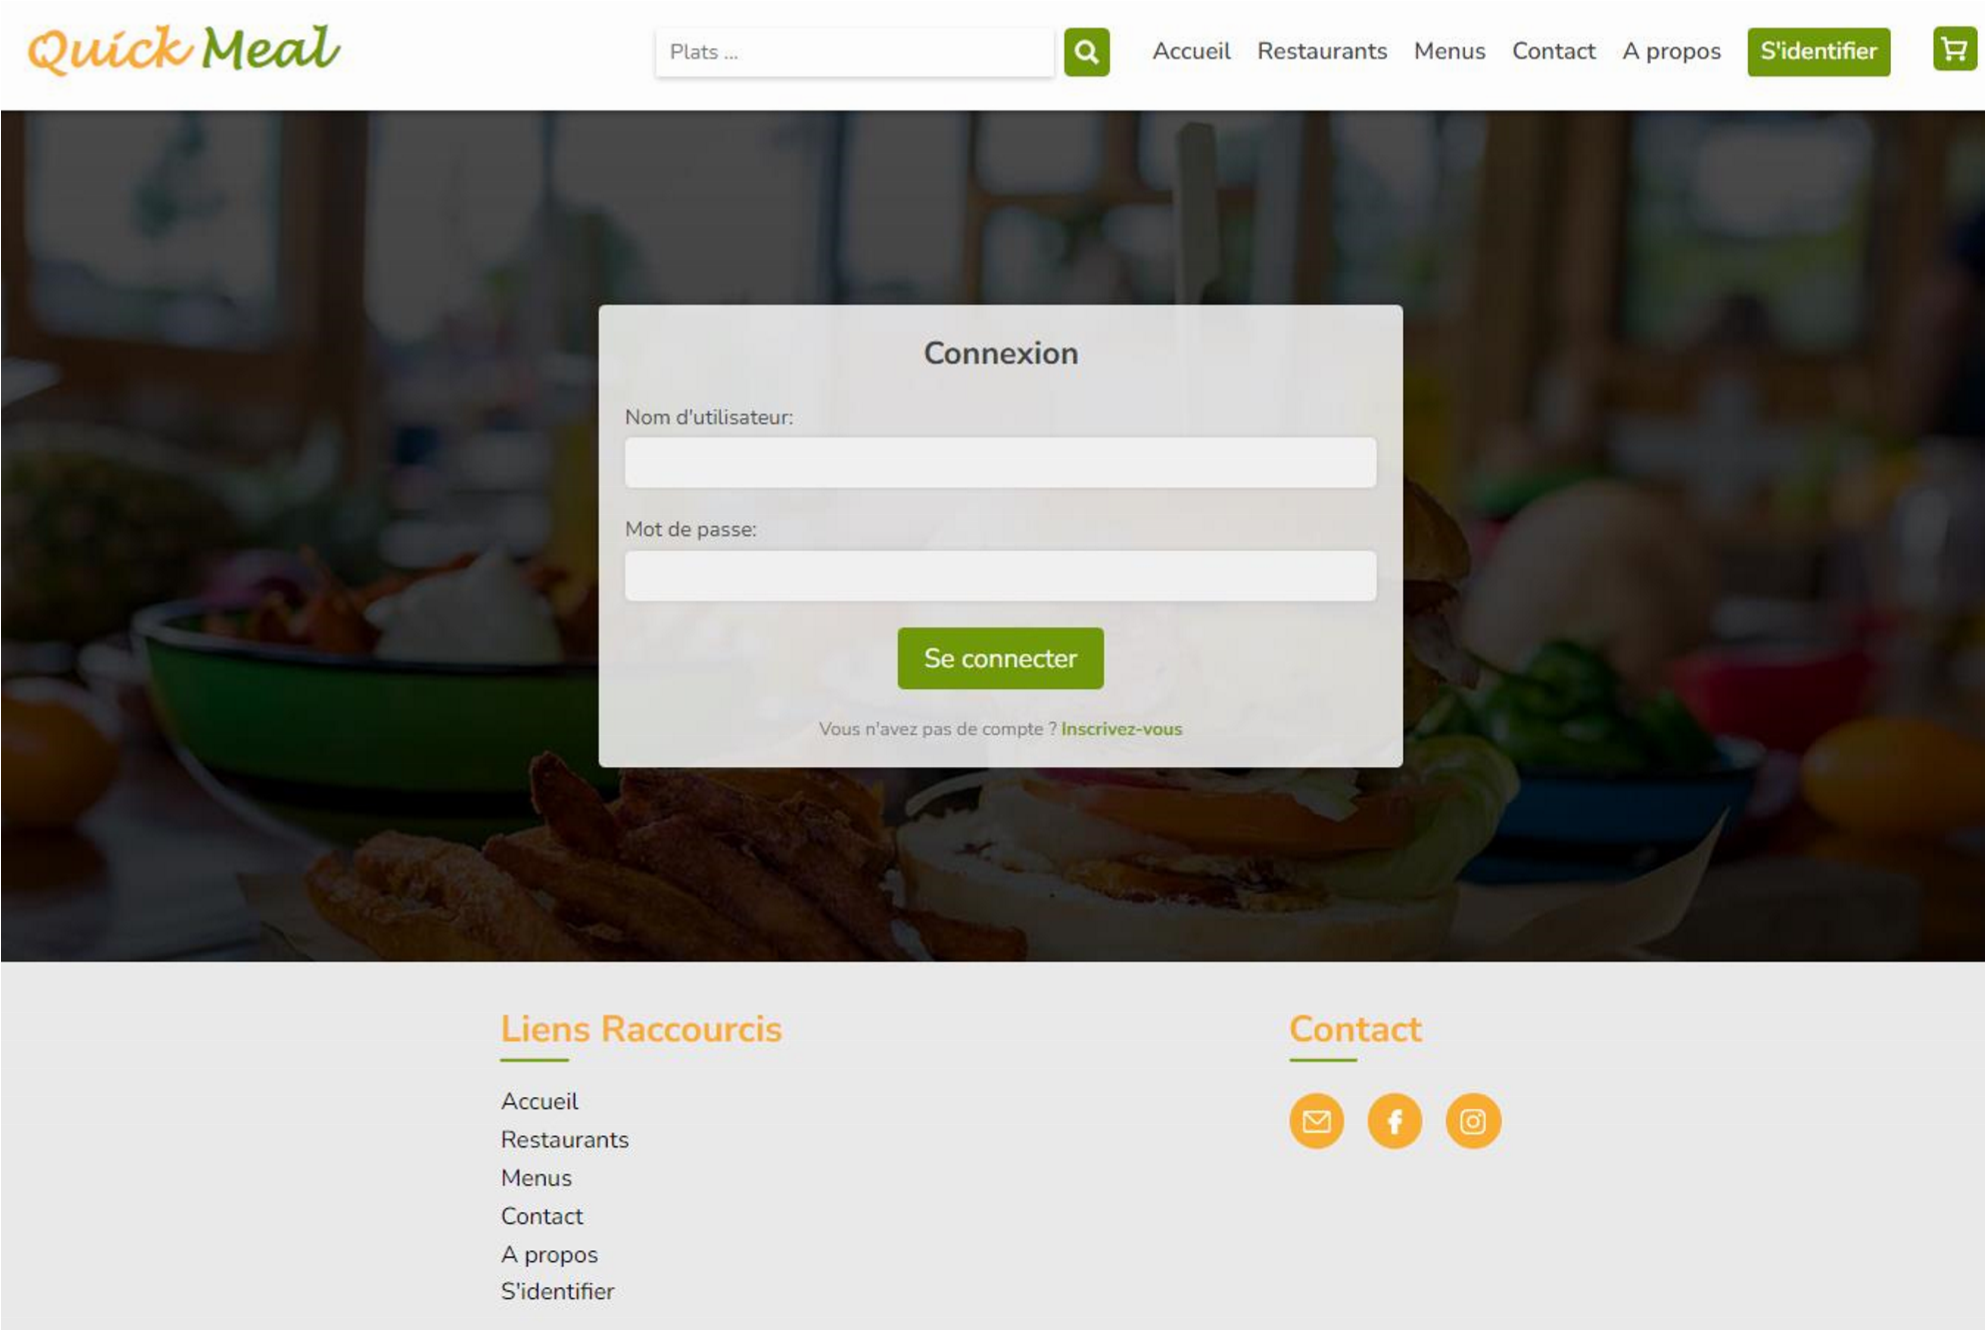 Quick Meal
Plats ...
Accueil Restaurants Menus Contact A propos S'identifier
Connexion
Nom d'utilisateur:
Mot de passe:
Se connecter
Vous n'avez pas de compte ? Inscrivez-vous
Liens Raccourcis
Accueil
Restaurants
Menus
Contact
A propos
S'identifier
Contact